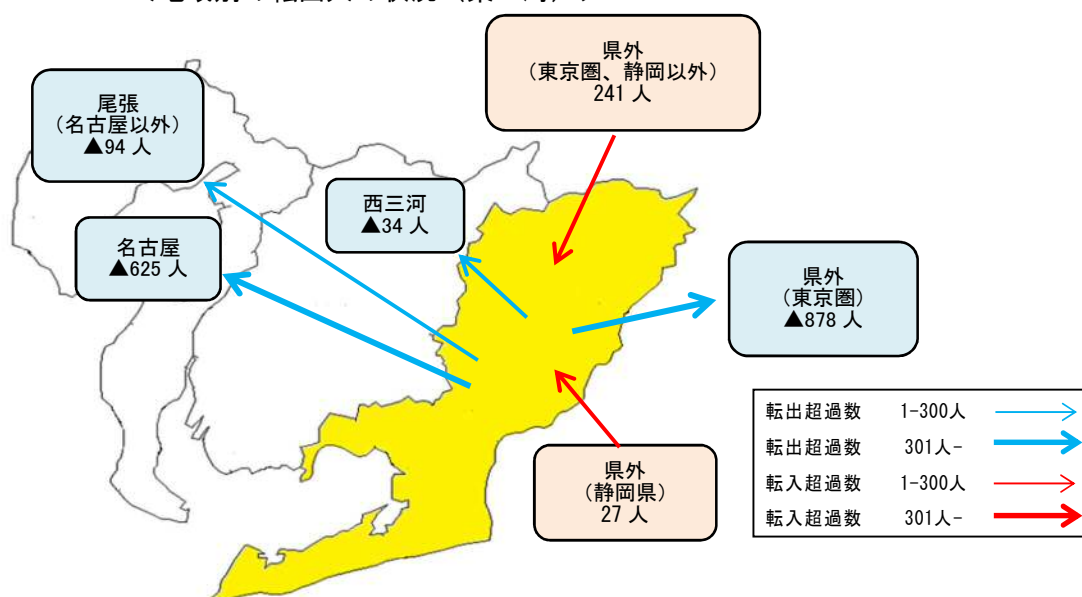 県外
（東京圏、静岡以外）
241 人
尾張
（名古屋以外）
▲94 人
西三河
▲34 人
名古屋
▲625 人
県外
（東京圏）
▲878 人
県外
（静岡県）
27 人
転出超過数 1-300人
転出超過数 301人-
転入超過数 1-300人
転入超過数 301人-